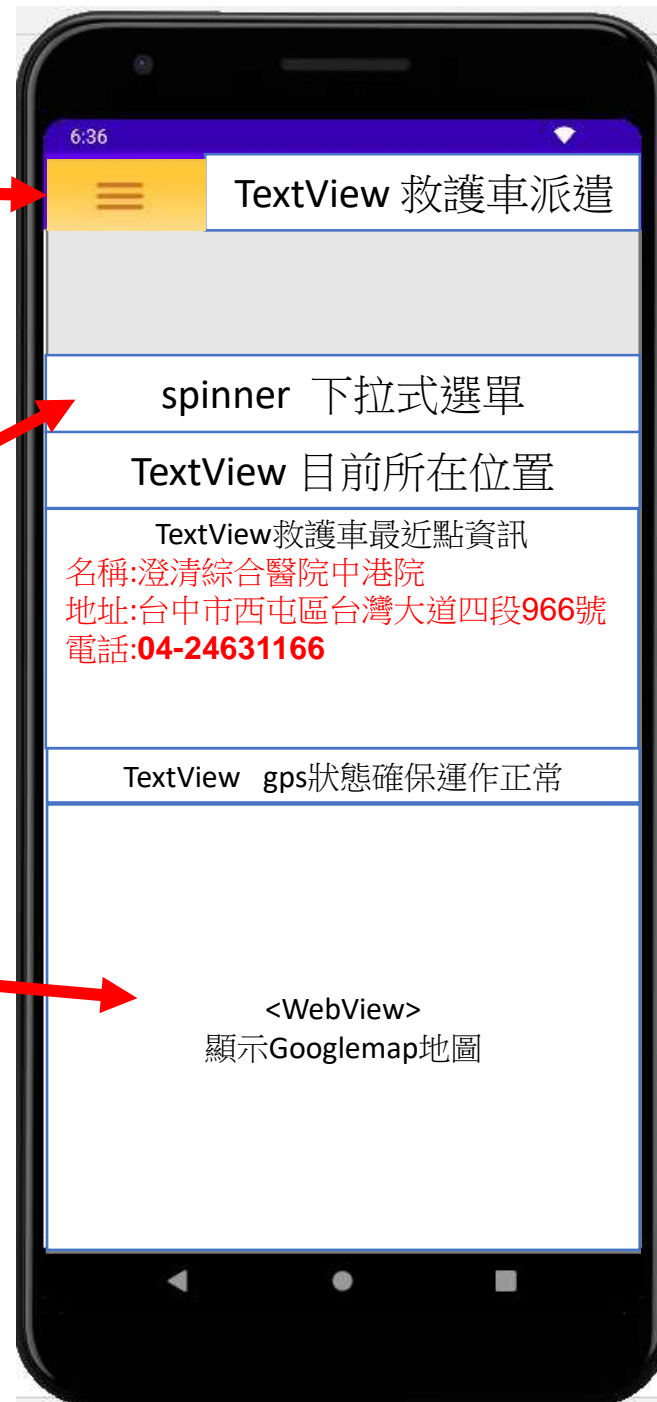 6:36
TextView 救護車派遣
spinner 下拉式選單
TextView 目前所在位置
TextView救護車最近點資訊
名稱:澄清綜合醫院中港院
地址:台中市西屯區台灣大道四段966號
電話:04-24631166
TextView gps狀態確保運作正常
<WebView>
顯示Googlemap地圖